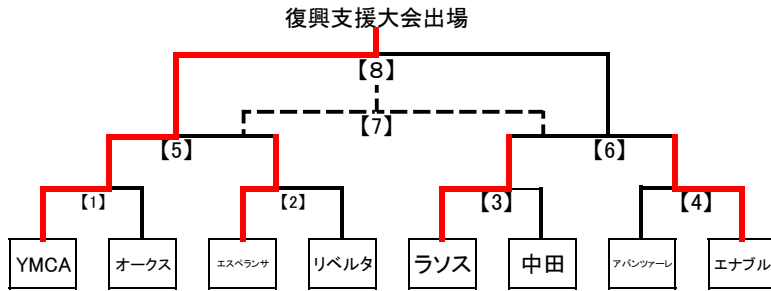 復興支援大会出場
【8】
【7】
【5】
【6】
【1】
【2】
【3】
【4】
YMCA
オークス
エスペランサ
リベルタ
ラソス
中田
アバンツァーレ
エナブル